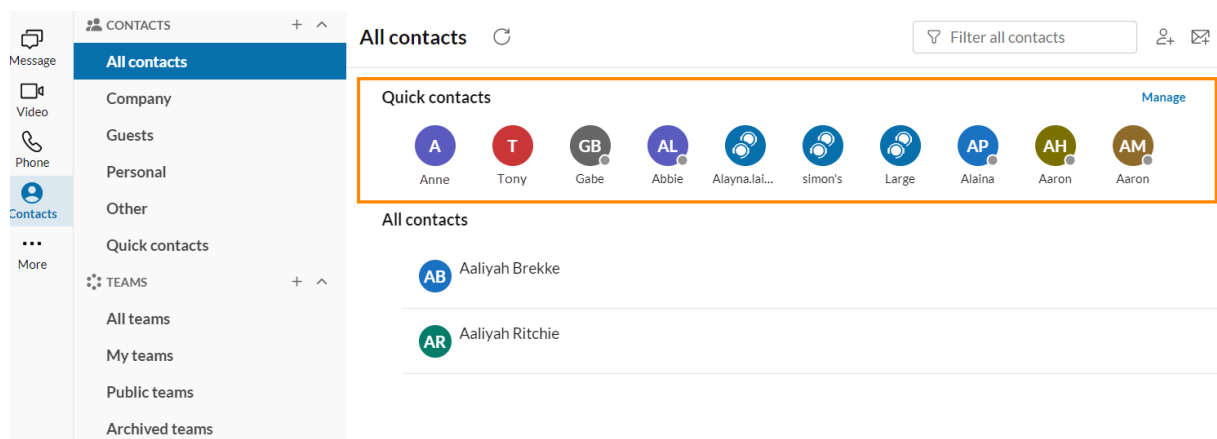 Message
Video
Phone
Contacts
More
CONTACTS
All contacts
Company
Guests
Personal
Other
Quick contacts
TEAMS
All teams
My teams
Public teams
Archived teams
All contacts
Filter all contacts
Quick contacts Manage
A T GB AL AP AH AM
Anne Tony Gabe Abbie Alayna.lai... simon's Large Alaina Aaron Aaron
All contacts
AB Aaliyah Brekke
AR Aaliyah Ritchie